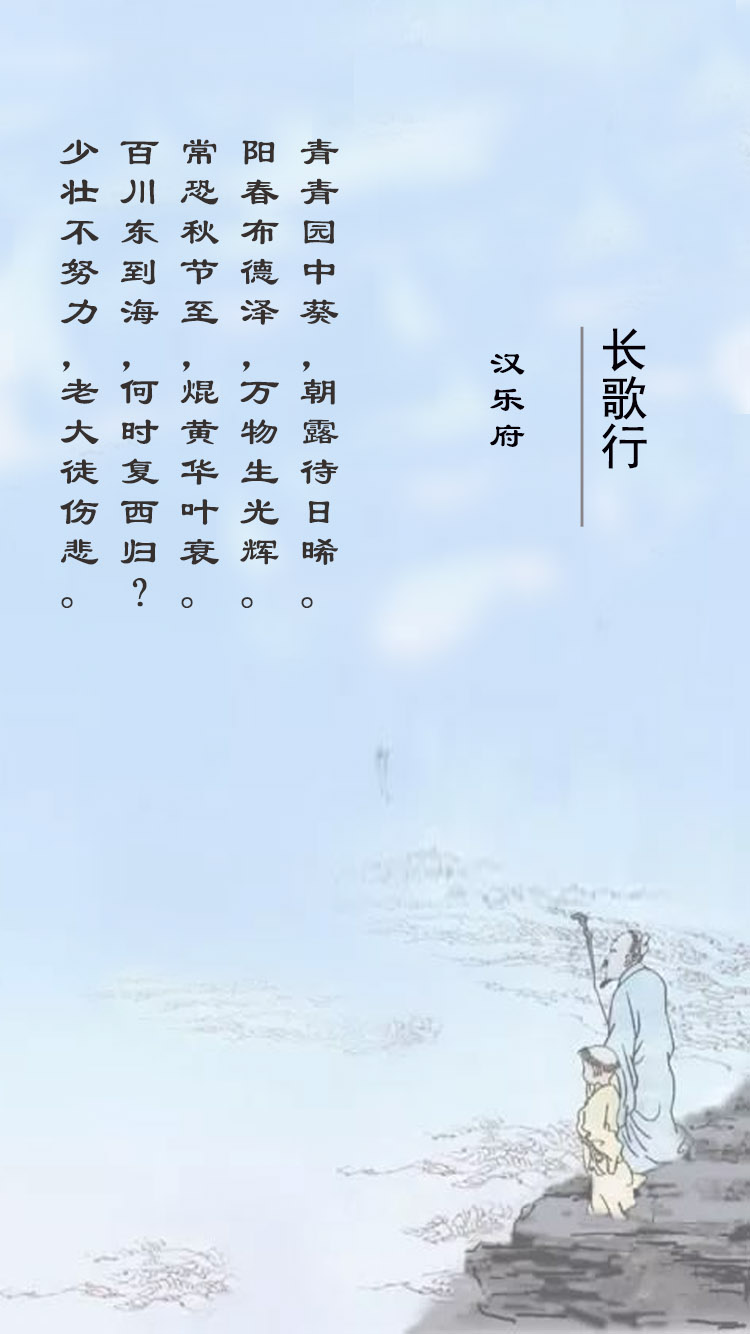 长歌行
汉乐府
青青园中葵，朝露待日晞。
阳春布德泽，万物生光辉。
常恐秋节至，焜黄华叶衰。
百川东到海，何时复西归？
少壮不努力，老大徒伤悲。